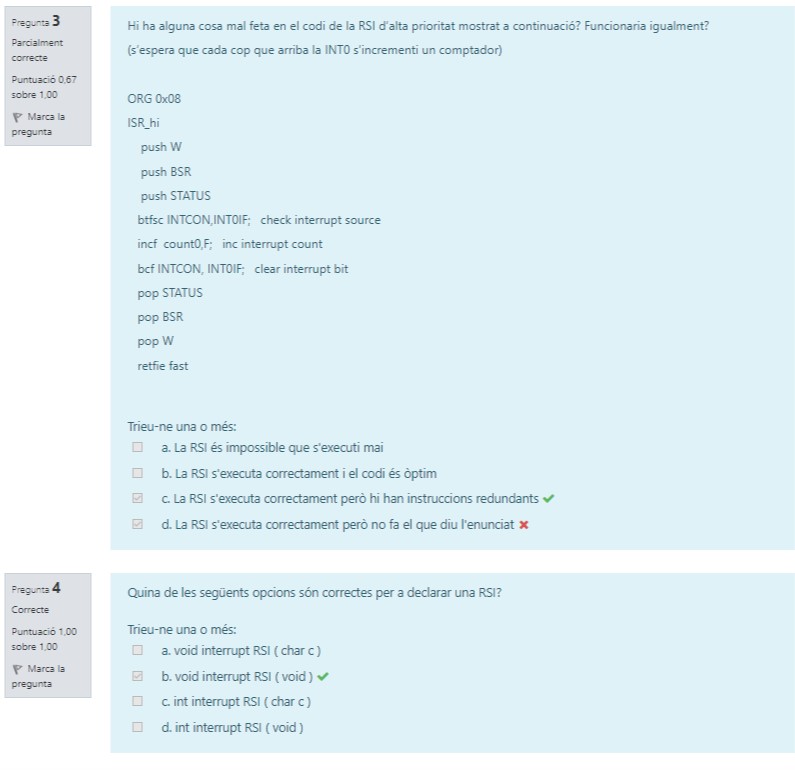 Pregunta 3
Parcialment
correcte
Puntuació 0,67
sobre 1,00
Marca la
pregunta
Hi ha alguna cosa mal feta en el codi de la RSI d'alta prioritat mostrat a continuació? Funcionaria igualment?
(s'espera que cada cop que arriba la INT0 s'incrementi un comptador)
ORG 0x08
ISR_hi
push W
push BSR
push STATUS
btfsc INTCON,INT0IF; check interrupt source
incf count0,F; inc interrupt count
bcf INTCON, INT0IF; clear interrupt bit
pop STATUS
pop BSR
pop W
retfie fast
Trieu-ne una o més:
a. La RSI és impossible que s'executi mai
b. La RSI s'executa correctament i el codi és òptim
c. La RSI s'executa correctament però hi han instruccions redundants
d. La RSI s'executa correctament però no fa el que diu l'enunciat
Pregunta 4
Correcte
Puntuació 1,00
sobre 1,00
Marca la
pregunta
Quina de les següents opcions són correctes per a declarar una RSI?
Trieu-ne una o més:
a. void interrupt RSI ( char c )
b. void interrupt RSI ( void )
c. int interrupt RSI ( char c )
d. int interrupt RSI ( void )